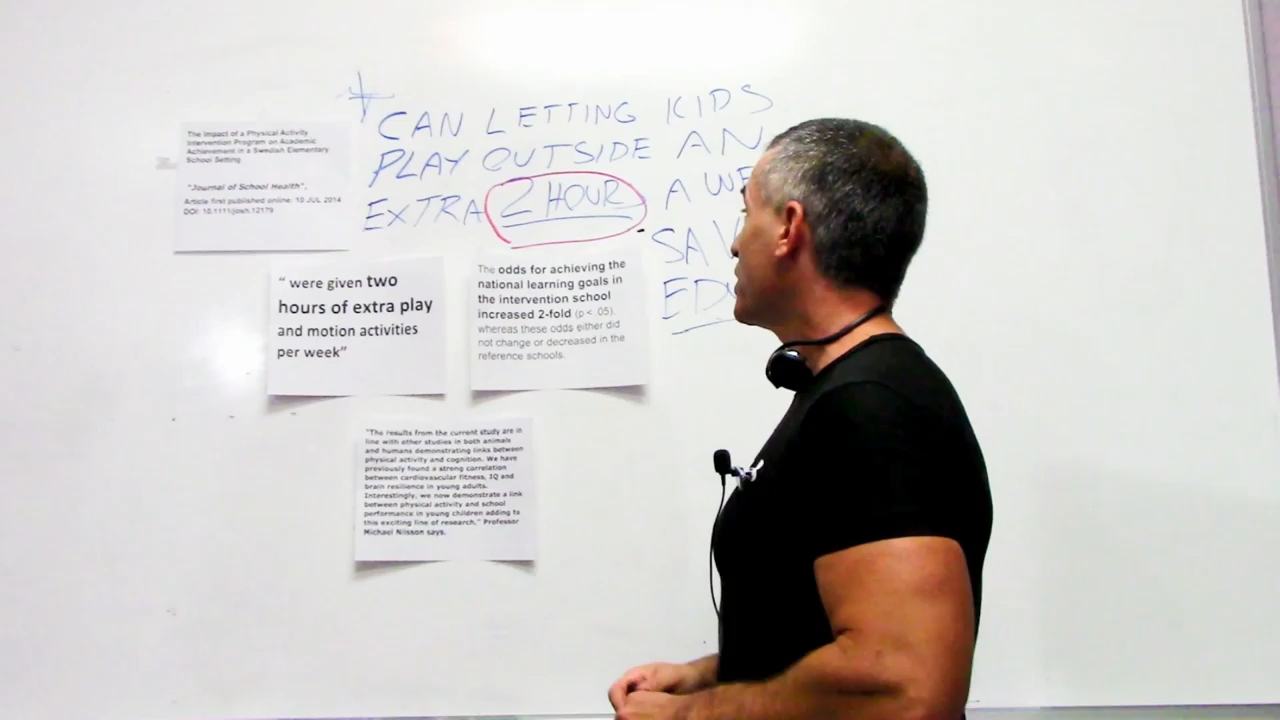 CAN LETTING KIDS
PLAY OUTSIDE AN
EXTRA 2 HOUR A WE
SAV
EDU
The Impact of a Physical Activity
Intervention Program on Academic
Achievement in a Swedish Elementary
School Setting
"Journal of School Health",
Article first published online: 10 JUL 2014
DOI: 10.1111/josh.12179
" were given two
hours of extra play
and motion activities
per week"
The odds for achieving the
national learning goals in
the intervention school
increased 2-fold (p < .05),
whereas these odds either did
not change or decreased in the
reference schools.
"The results from the current study are in
line with other studies in both animals
and humans demonstrating links between
physical activity and cognition. We have
previously found a strong correlation
between cardiovascular fitness, IQ and
brain resilience in young adults.
Interestingly, we now demonstrate a link
between physical activity and school
performance in young children adding to
this exciting line of research," Professor
Michael Nilsson says.